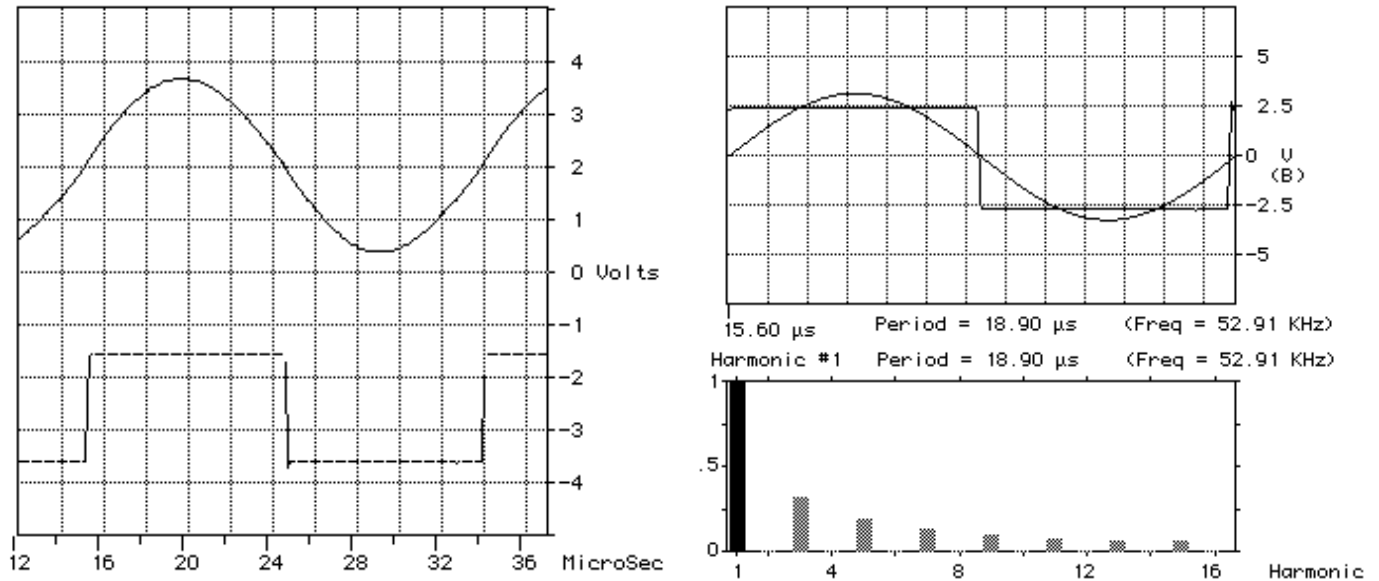 4
3
2
1
0 Volts
-1
-2
-3
-4
12 16 20 24 28 32 36 MicroSec
5
2.5
0 V
(B)
-2.5
-5
15.60 µs Period = 18.90 µs (Freq = 52.91 KHz)
Harmonic #1 Period = 18.90 µs (Freq = 52.91 KHz)
1
.5
0
1 4 8 12 16 Harmonic